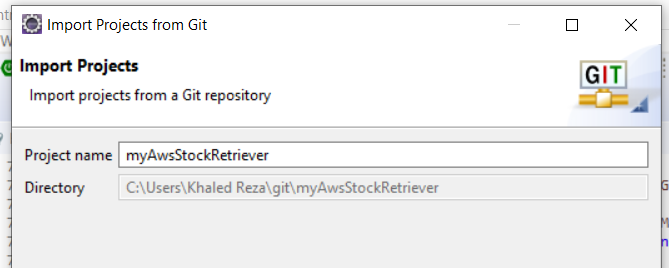 Import Projects from Git
Import Projects
Import projects from a Git repository
GIT
Project name myAwsStockRetriever
Directory C:\Users\Khaled Reza\git\myAwsStockRetriever